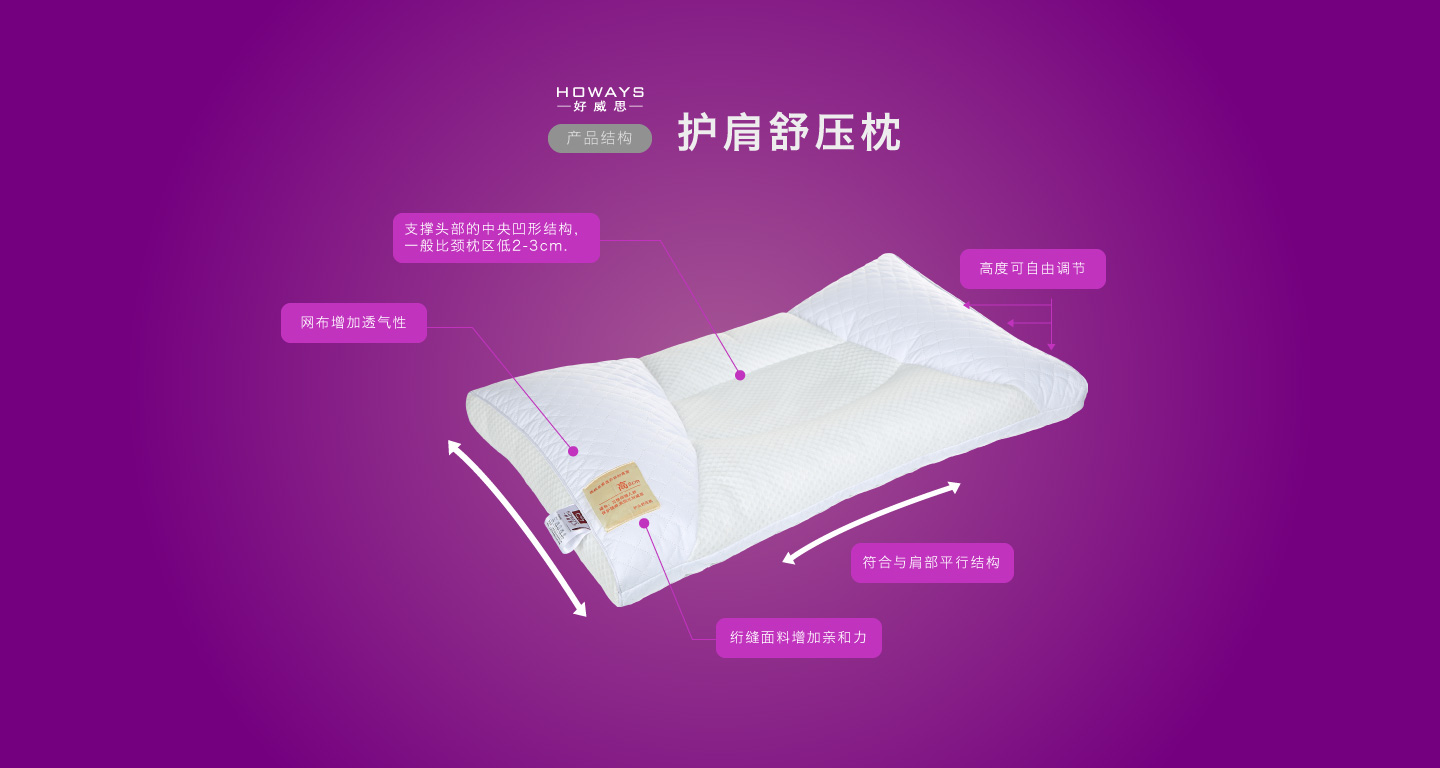 HOWAYS
好威思
产品结构
护肩舒压枕
支撑头部的中央凹形结构,
一般比颈枕区低2-3cm.
高度可自由调节
网布增加透气性
高
符合与肩部平行结构
绗缝面料增加亲和力